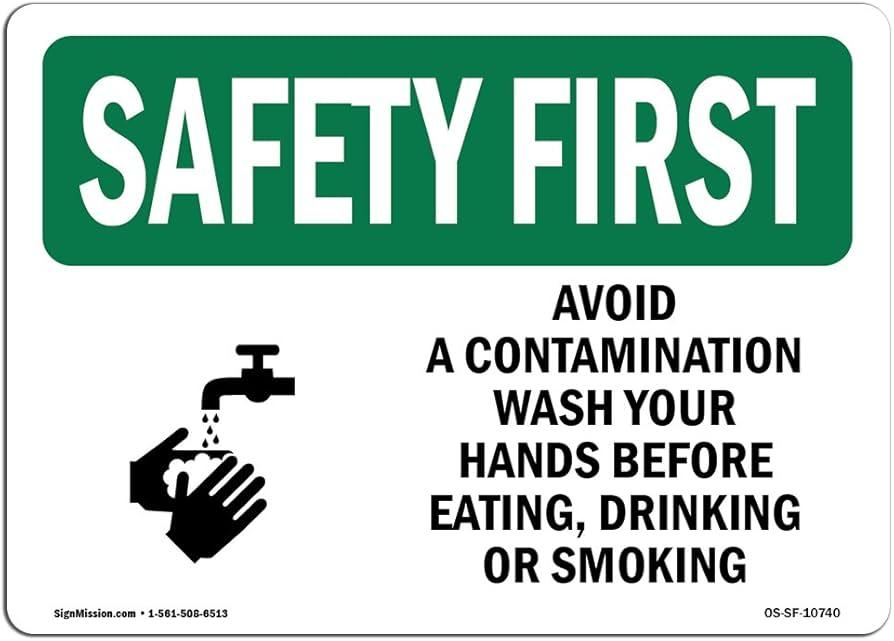 SAFETY FIRST
AVOID
A CONTAMINATION
WASH YOUR
HANDS BEFORE
EATING, DRINKING
OR SMOKING
SignMission.com • 1-561-508-6513
OS-SF-10740